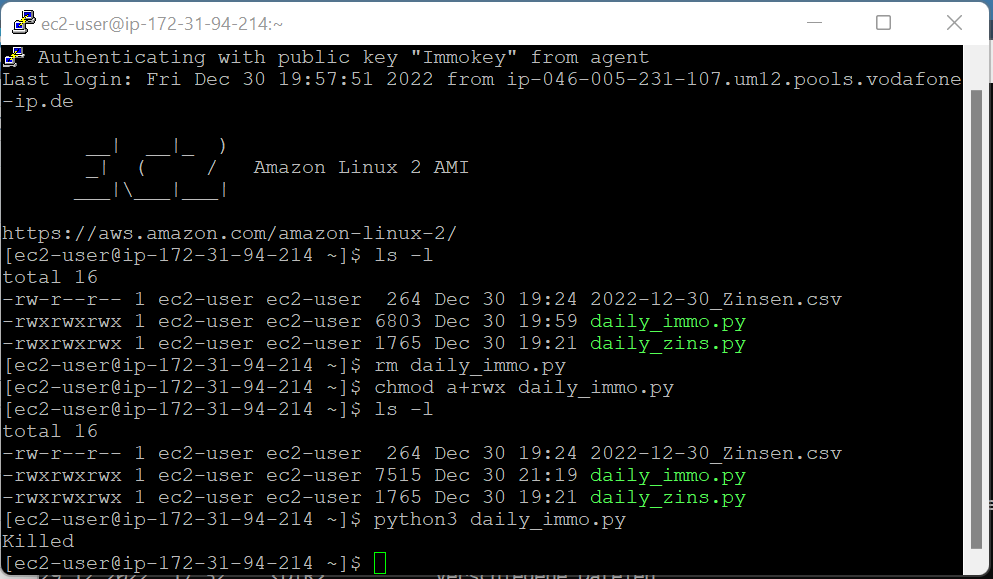 ec2-user@ip-172-31-94-214:~
Authenticating with public key "Immokey" from agent
Last login: Fri Dec 30 19:57:51 2022 from ip-046-005-231-107.um12.pools.vodafone
-ip.de
__|  __|_  )
_|  (     /   Amazon Linux 2 AMI
___|\___|___|
https://aws.amazon.com/amazon-linux-2/
[ec2-user@ip-172-31-94-214 ~]$ ls -l
total 16
-rw-r--r-- 1 ec2-user ec2-user  264 Dec 30 19:24 2022-12-30_Zinsen.csv
-rwxrwxrwx 1 ec2-user ec2-user 6803 Dec 30 19:59 daily_immo.py
-rwxrwxrwx 1 ec2-user ec2-user 1765 Dec 30 19:21 daily_zins.py
[ec2-user@ip-172-31-94-214 ~]$ rm daily_immo.py
[ec2-user@ip-172-31-94-214 ~]$ chmod a+rwx daily_immo.py
[ec2-user@ip-172-31-94-214 ~]$ ls -l
total 16
-rw-r--r-- 1 ec2-user ec2-user  264 Dec 30 19:24 2022-12-30_Zinsen.csv
-rwxrwxrwx 1 ec2-user ec2-user 7515 Dec 30 21:19 daily_immo.py
-rwxrwxrwx 1 ec2-user ec2-user 1765 Dec 30 19:21 daily_zins.py
[ec2-user@ip-172-31-94-214 ~]$ python3 daily_immo.py
Killed
[ec2-user@ip-172-31-94-214 ~]$